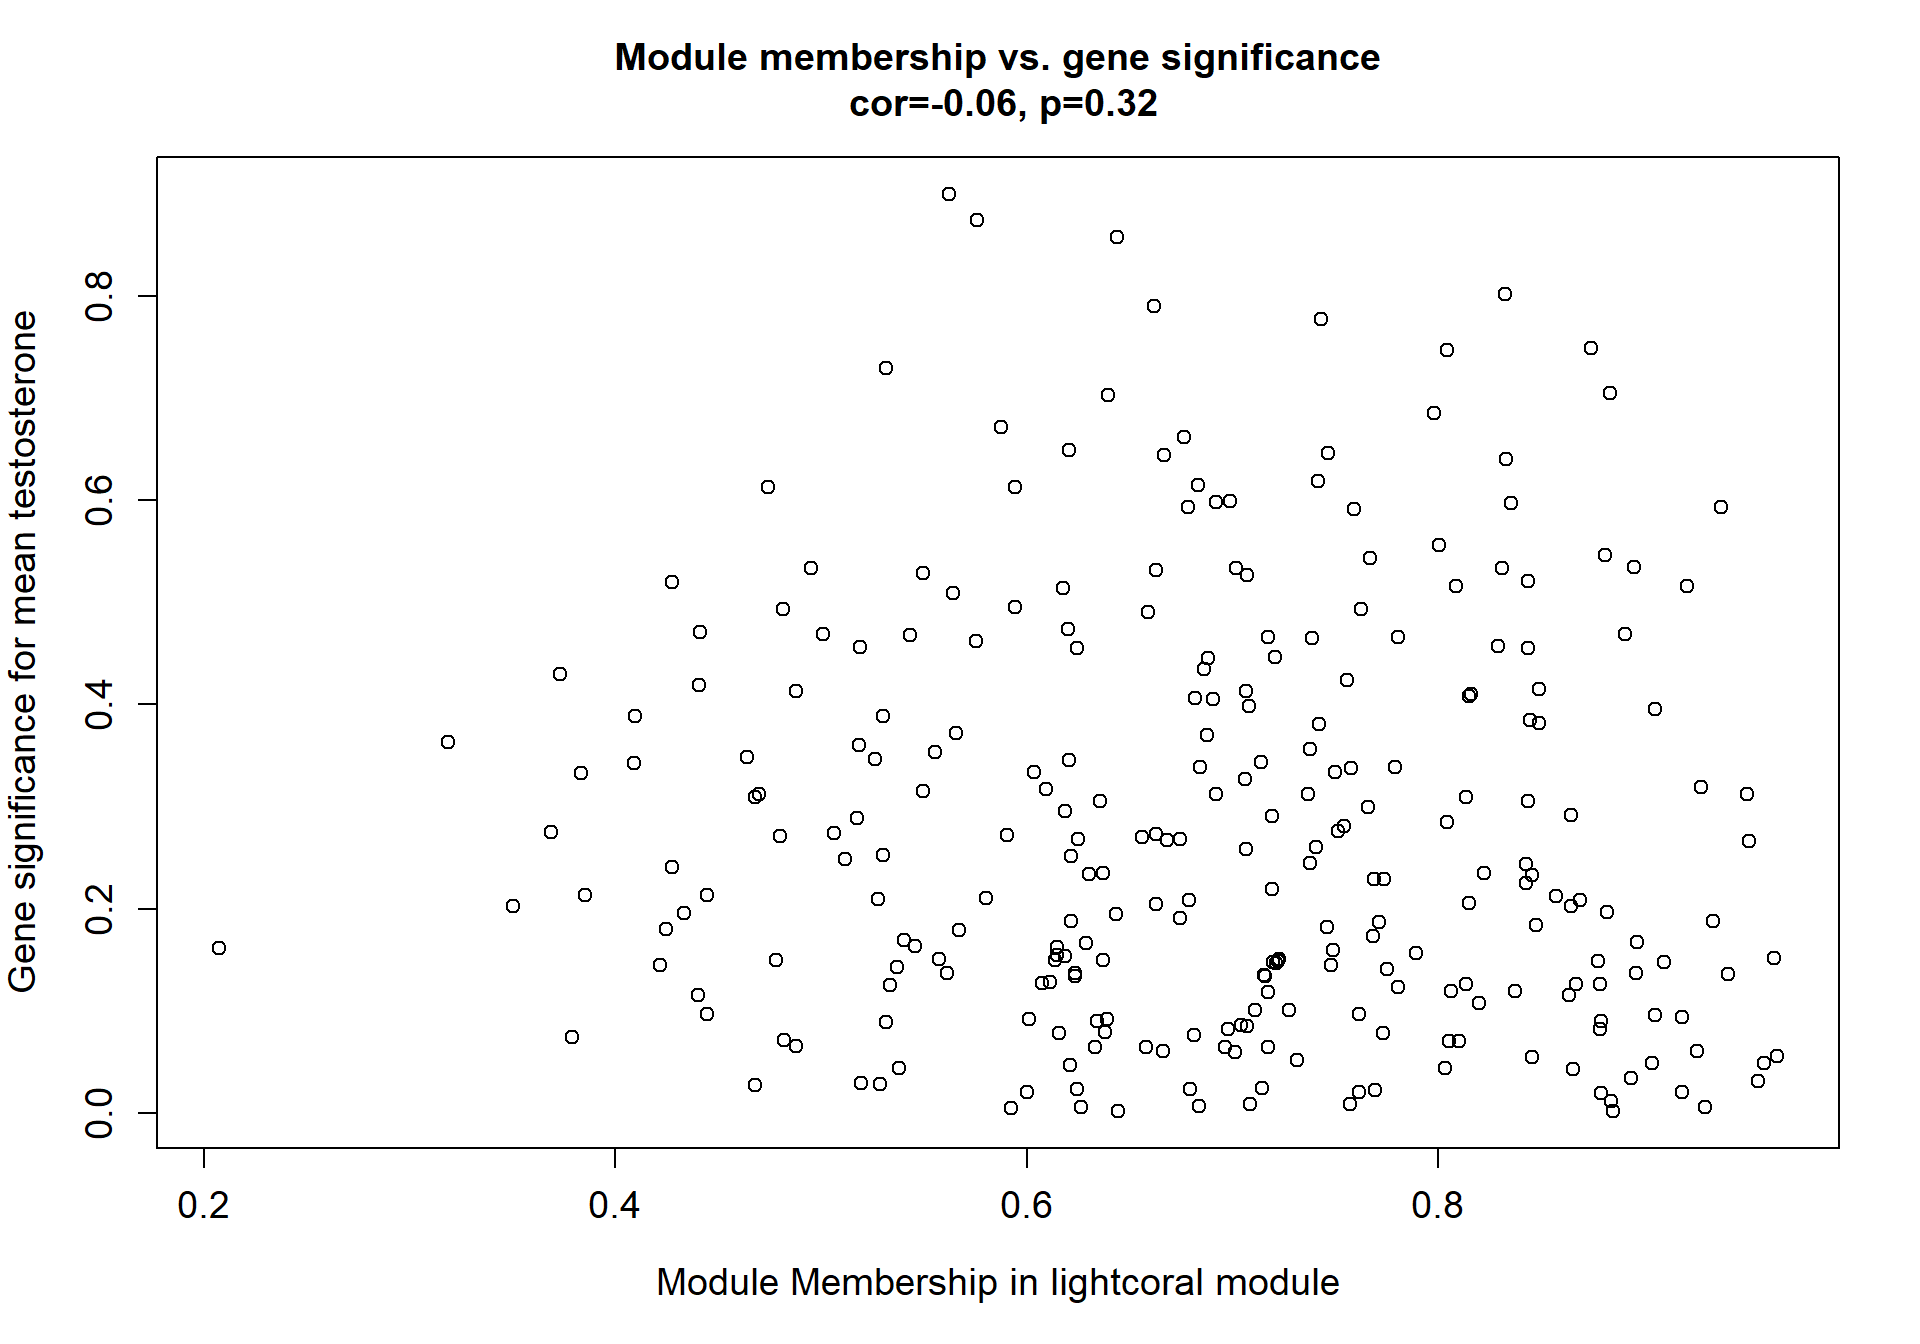 Module membership vs. gene significance
cor=-0.06, p=0.32
Gene significance for mean testosterone
0.8
0.6
0.4
0.2
0.0
0.2
0.4
0.6
0.8
Module Membership in lightcoral module